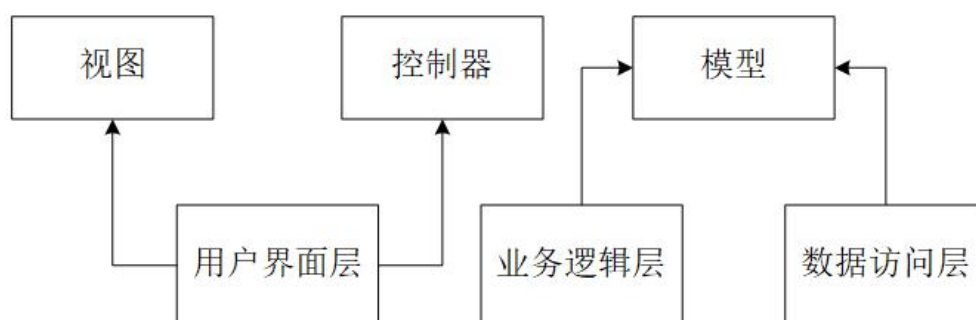 视图
控制器
模型
用户界面层
业务逻辑层
数据访问层